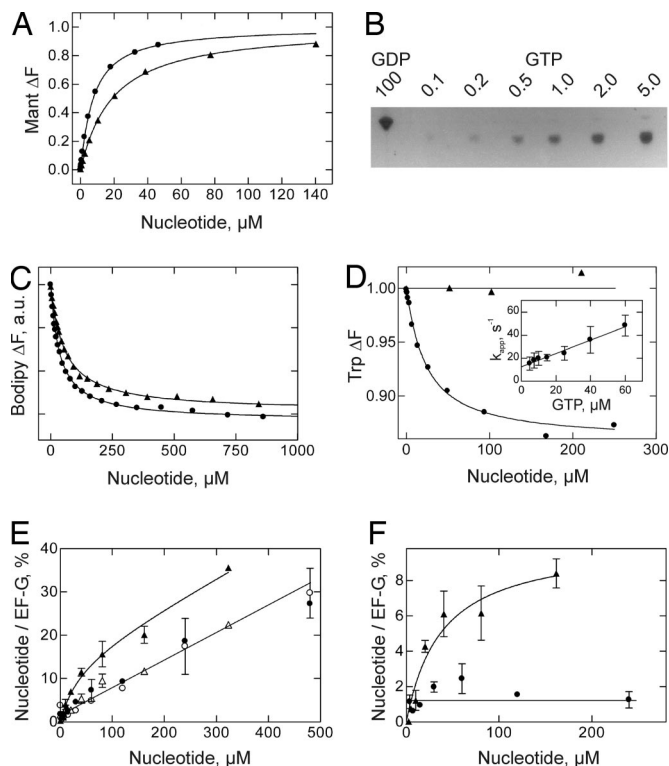 A
Mant ΔF
1.0
0.8
0.6
0.4
0.2
0.0
0 20 40 60 80 100 120 140
Nucleotide, µM
B
GDP GTP
100 0.1 0.2 0.5 1.0 2.0 5.0
C
Bodipy ΔF, a.u.
0 250 500 750 1000
Nucleotide, µM
D
Trp ΔF
1.00
0.95
0.90
0 100 200 300
Nucleotide, µM
kapp, s-1
60
40
20
0
0 20 40 60
GTP, µM
E
Nucleotide / EF-G, %
40
30
20
10
0
0 100 200 300 400 500
Nucleotide, µM
F
Nucleotide / EF-G, %
8
6
4
2
0
0 100 200
Nucleotide, µM